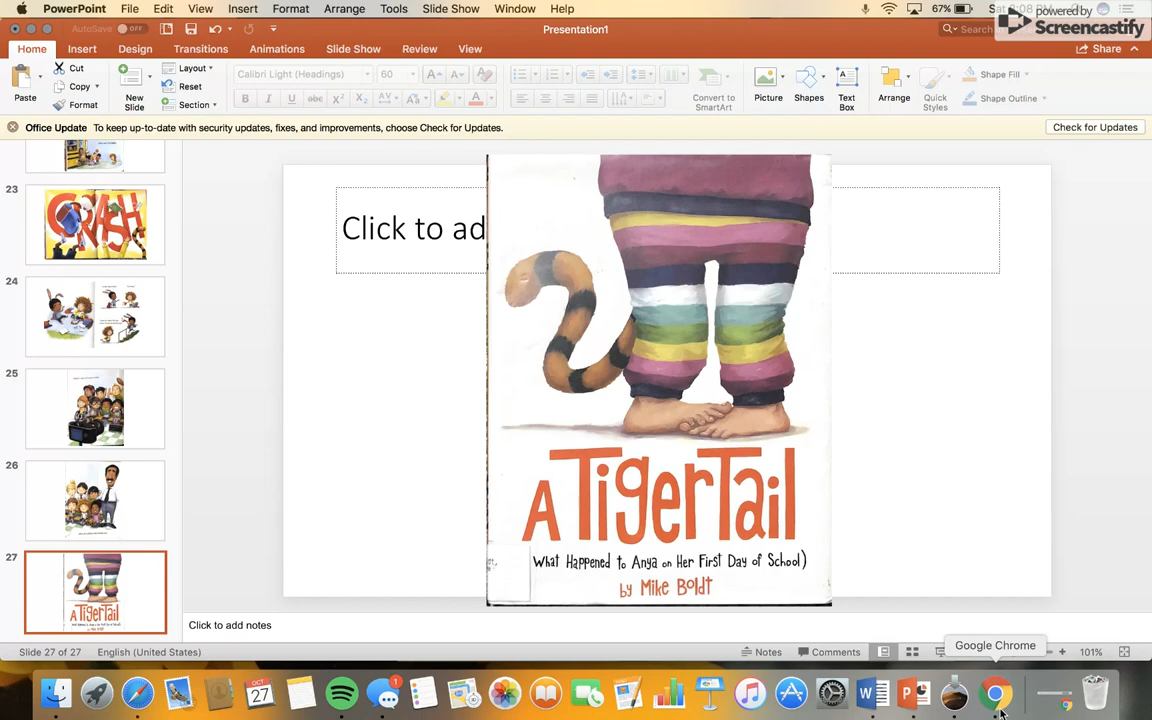 PowerPoint File Edit View Insert Format Arrange Tools Slide Show Window Help 67%
powered by
Screencastify
AutoSave OFF Presentation1 Search
Home Insert Design Transitions Animations Slide Show Review View Share
Cut Layout Calibri Light (Headings) 60
Copy Reset
Paste Format New Slide Section Convert to SmartArt Picture Shapes Text Box Arrange Quick Styles Shape Fill
Shape Outline
Office Update To keep up-to-date with security updates, fixes, and improvements, choose Check for Updates. Check for Updates
23
CRASH
24
25
26
27
A TigerTail
Click to ad
A TigerTail
What Happened to Anya on Her First Day of School)
by Mike Boldt
Click to add notes
Google Chrome
Slide 27 of 27 English (United States) Notes Comments 101%
OCT
27
1